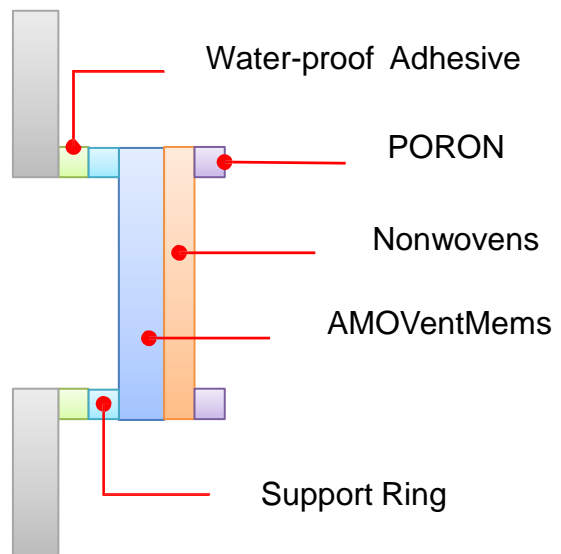 Water-proof Adhesive
PORON
Nonwovens
AMOVentMems
Support Ring